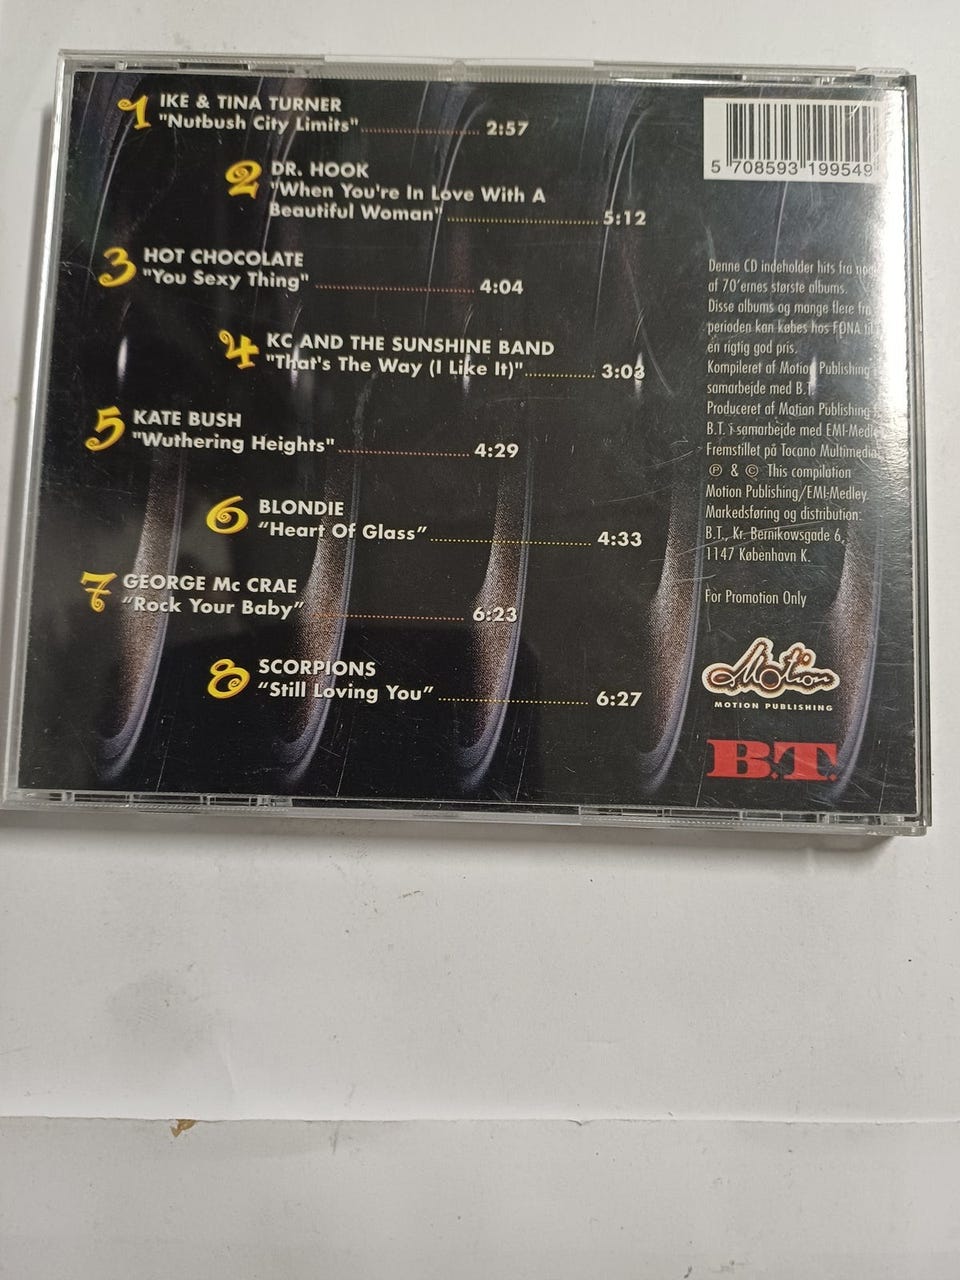 1 IKE & TINA TURNER
"Nutbush City Limits" 2:57
2 DR. HOOK
"When You're In Love With A
Beautiful Woman" 5:12
3 HOT CHOCOLATE
"You Sexy Thing" 4:04
4 KC AND THE SUNSHINE BAND
"That's The Way (I Like It)" 3:03
5 KATE BUSH
"Wuthering Heights" 4:29
6 BLONDIE
"Heart Of Glass" 4:33
7 GEORGE Mc CRAE
"Rock Your Baby" 6:23
8 SCORPIONS
"Still Loving You" 6:27
5 708593 199549
Denne CD indeholder hits fra
af 70'ernes største albums.
Disse albums og mange flere fra
perioden kan købes hos FONA til
en rigtig god pris.
Kompileret af Motion Publishing
samarbejde med B.T.
Produceret af Motion Publishing
B.T. i samarbejde med EMI-Medley
Fremstillet på Tocano Multimedia
℗ & © This compilation
Motion Publishing/EMI-Medley.
Markedsføring og distribution:
B.T., Kr. Bernikowsgade 6,
1147 København K.
For Promotion Only
Motion
MOTION PUBLISHING
B.T.